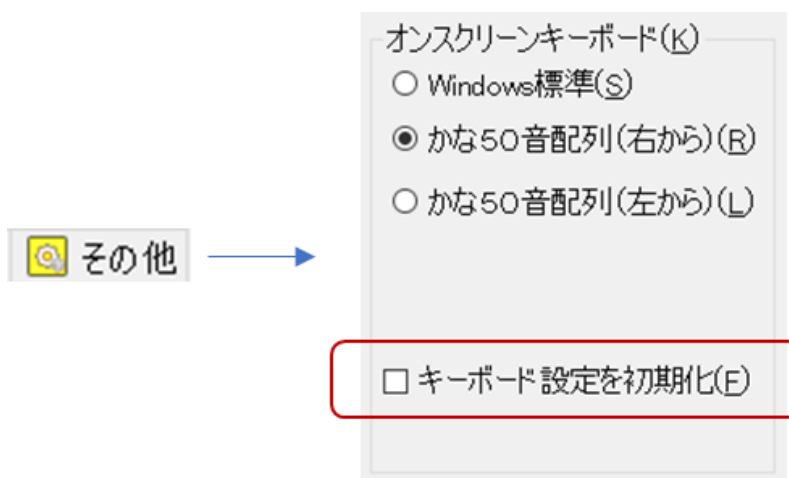 オンスクリーンキーボード(K)
Windows標準(S)
かな50音配列(右から)(R)
かな50音配列(左から)(L)
その他
キーボード設定を初期化(F)